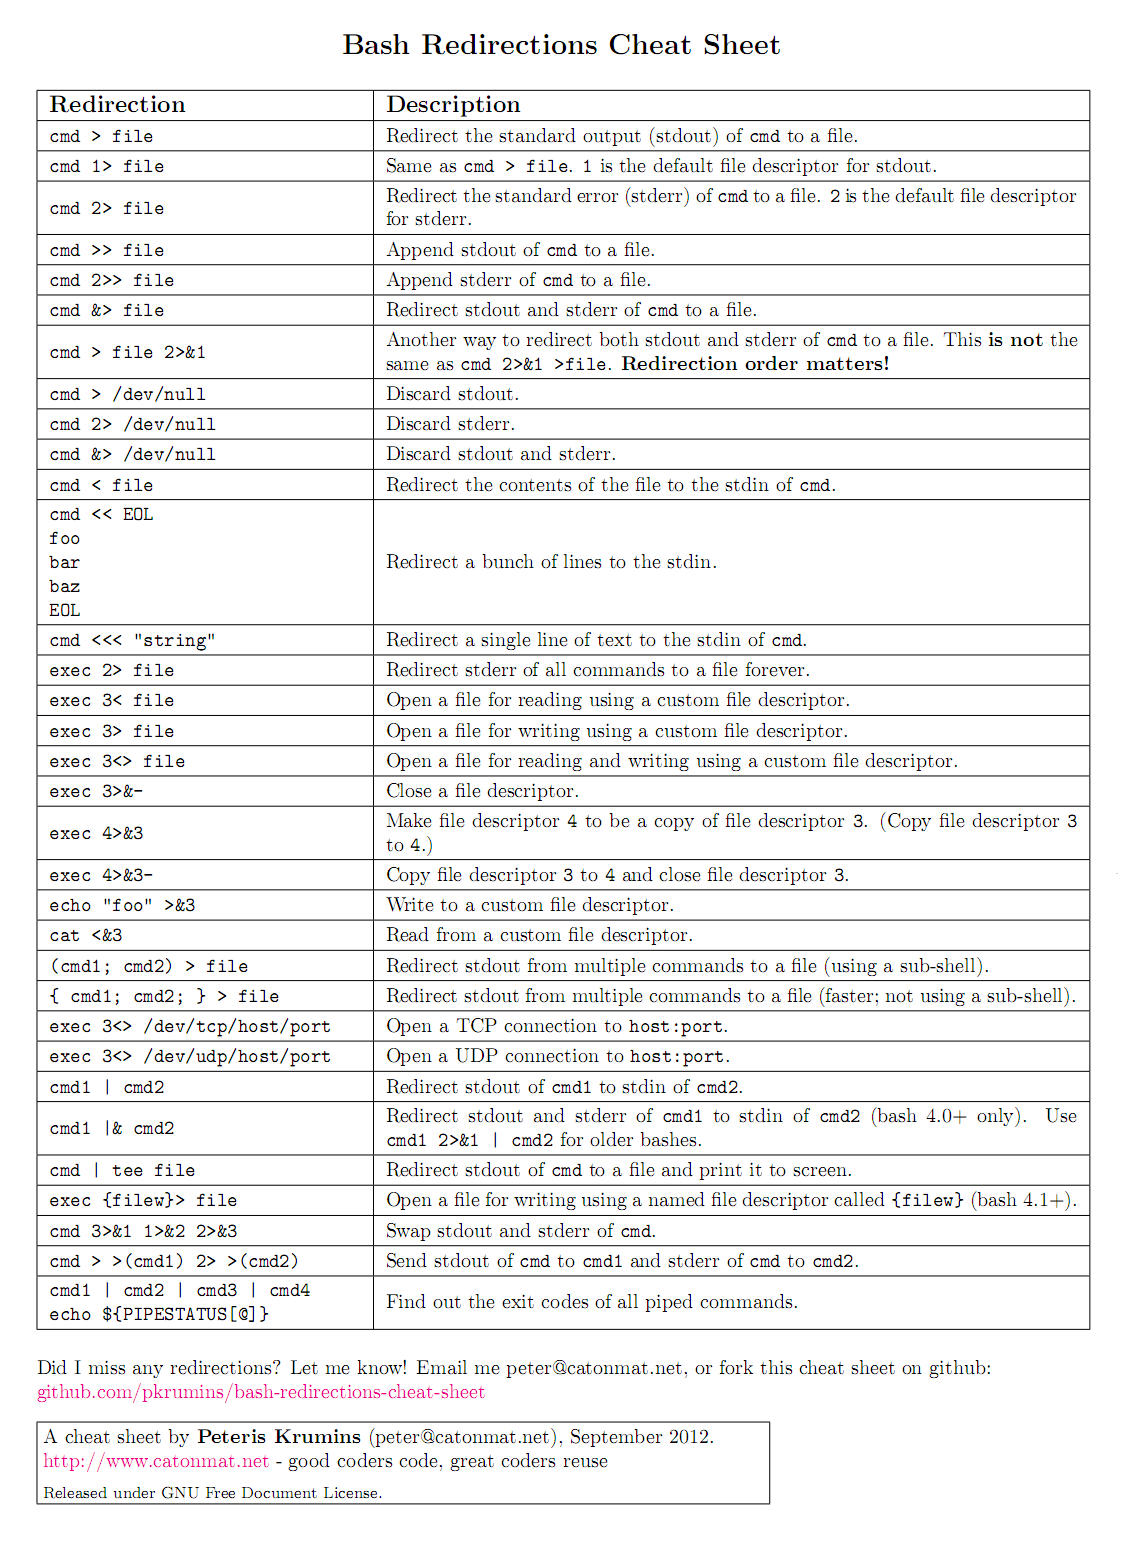 Bash Redirections Cheat Sheet
Redirection Description
cmd > file Redirect the standard output (stdout) of cmd to a file.
cmd 1> file Same as cmd > file. 1 is the default file descriptor for stdout.
cmd 2> file Redirect the standard error (stderr) of cmd to a file. 2 is the default file descriptor
for stderr.
cmd >> file Append stdout of cmd to a file.
cmd 2>> file Append stderr of cmd to a file.
cmd &> file Redirect stdout and stderr of cmd to a file.
cmd > file 2>&1 Another way to redirect both stdout and stderr of cmd to a file. This is not the
same as cmd 2>&1 >file. Redirection order matters!
cmd > /dev/null Discard stdout.
cmd 2> /dev/null Discard stderr.
cmd &> /dev/null Discard stdout and stderr.
cmd < file Redirect the contents of the file to the stdin of cmd.
cmd << EOL
foo
bar
baz
EOL
Redirect a bunch of lines to the stdin.
cmd <<< "string" Redirect a single line of text to the stdin of cmd.
exec 2> file Redirect stderr of all commands to a file forever.
exec 3< file Open a file for reading using a custom file descriptor.
exec 3> file Open a file for writing using a custom file descriptor.
exec 3<> file Open a file for reading and writing using a custom file descriptor.
exec 3>&- Close a file descriptor.
exec 4>&3 Make file descriptor 4 to be a copy of file descriptor 3. (Copy file descriptor 3
to 4.)
exec 4>&3- Copy file descriptor 3 to 4 and close file descriptor 3.
echo "foo" >&3 Write to a custom file descriptor.
cat <&3 Read from a custom file descriptor.
(cmd1; cmd2) > file Redirect stdout from multiple commands to a file (using a sub-shell).
{ cmd1; cmd2; } > file Redirect stdout from multiple commands to a file (faster; not using a sub-shell).
exec 3<> /dev/tcp/host/port Open a TCP connection to host:port.
exec 3<> /dev/udp/host/port Open a UDP connection to host:port.
cmd1 | cmd2 Redirect stdout of cmd1 to stdin of cmd2.
cmd1 |& cmd2 Redirect stdout and stderr of cmd1 to stdin of cmd2 (bash 4.0+ only). Use
cmd1 2>&1 | cmd2 for older bashes.
cmd | tee file Redirect stdout of cmd to a file and print it to screen.
exec {filew}> file Open a file for writing using a named file descriptor called {filew} (bash 4.1+).
cmd 3>&1 1>&2 2>&3 Swap stdout and stderr of cmd.
cmd > >(cmd1) 2> >(cmd2) Send stdout of cmd to cmd1 and stderr of cmd to cmd2.
cmd1 | cmd2 | cmd3 | cmd4
echo ${PIPESTATUS[@]}
Find out the exit codes of all piped commands.
Did I miss any redirections? Let me know! Email me peter@catonmat.net, or fork this cheat sheet on github:
github.com/pkrumins/bash-redirections-cheat-sheet
A cheat sheet by Peteris Krumins (peter@catonmat.net), September 2012.
http://www.catonmat.net - good coders code, great coders reuse
Released under GNU Free Document License.